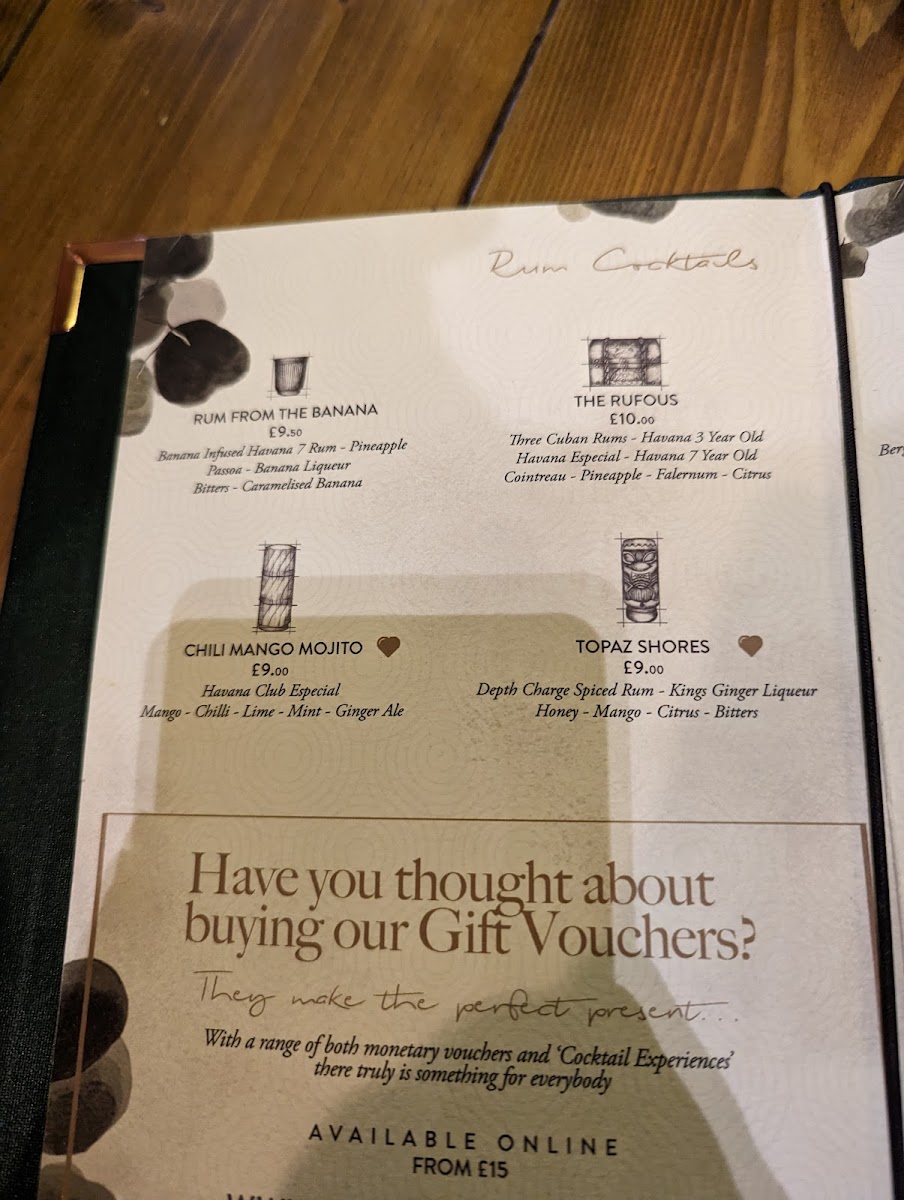 Rum Cocktails
RUM FROM THE BANANA
£9.50
Banana Infused Havana 7 Rum - Pineapple
Passoa - Banana Liqueur
Bitters - Caramelised Banana
THE RUFOUS
£10.00
Three Cuban Rums - Havana 3 Year Old
Havana Especial - Havana 7 Year Old
Cointreau - Pineapple - Falernum - Citrus
CHILI MANGO MOJITO
£9.00
Havana Club Especial
Mango - Chilli - Lime - Mint - Ginger Ale
TOPAZ SHORES
£9.00
Depth Charge Spiced Rum - Kings Ginger Liqueur
Honey - Mango - Citrus - Bitters
Have you thought about
buying our Gift Vouchers?
They make the perfect present...
With a range of both monetary vouchers and 'Cocktail Experiences'
there truly is something for everybody
AVAILABLE ONLINE
FROM £15